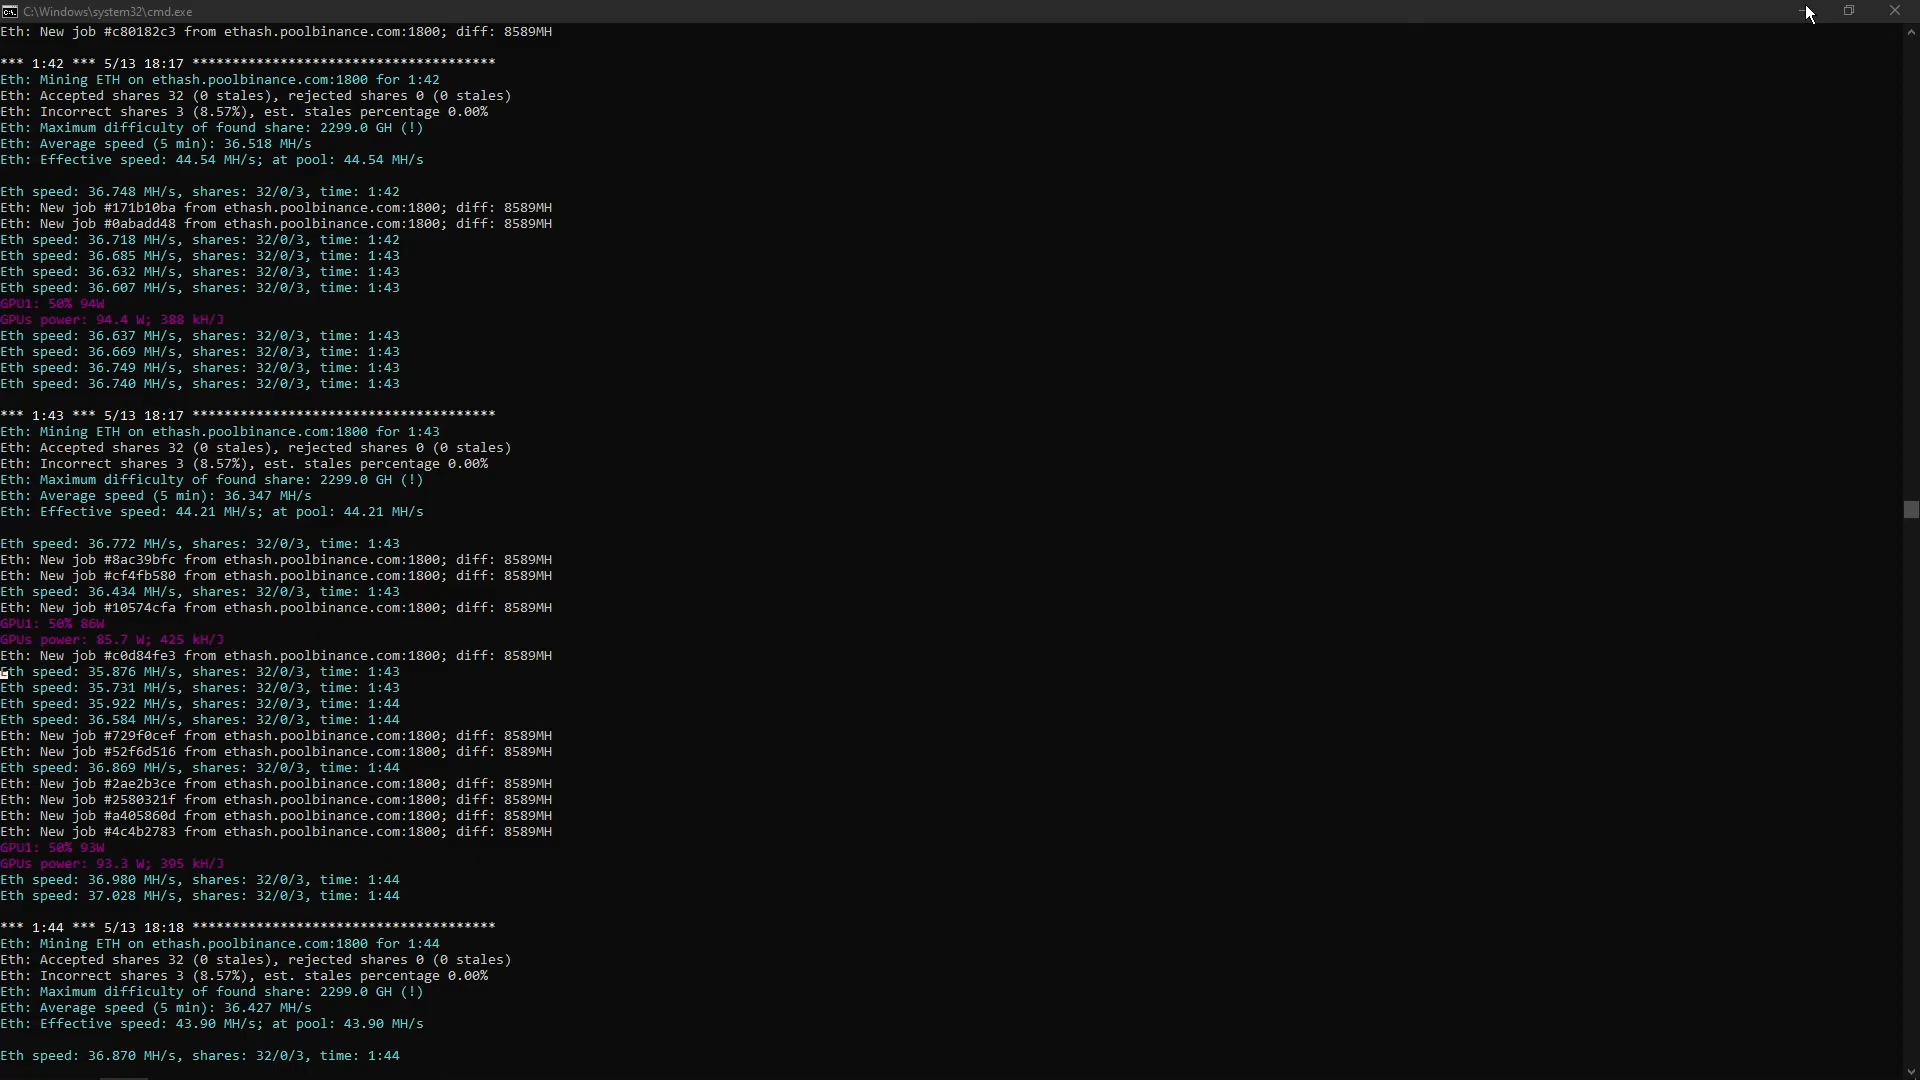 C:\Windows\system32\cmd.exe
Eth: New job #c80182c3 from ethash.poolbinance.com:1800; diff: 8589MH
*** 1:42 *** 5/13 18:17 **************************************
Eth: Mining ETH on ethash.poolbinance.com:1800 for 1:42
Eth: Accepted shares 32 (0 stales), rejected shares 0 (0 stales)
Eth: Incorrect shares 3 (8.57%), est. stales percentage 0.00%
Eth: Maximum difficulty of found share: 2299.0 GH (!)
Eth: Average speed (5 min): 36.518 MH/s
Eth: Effective speed: 44.54 MH/s; at pool: 44.54 MH/s
Eth speed: 36.748 MH/s, shares: 32/0/3, time: 1:42
Eth: New job #171b10ba from ethash.poolbinance.com:1800; diff: 8589MH
Eth: New job #0abadd48 from ethash.poolbinance.com:1800; diff: 8589MH
Eth speed: 36.718 MH/s, shares: 32/0/3, time: 1:42
Eth speed: 36.685 MH/s, shares: 32/0/3, time: 1:43
Eth speed: 36.632 MH/s, shares: 32/0/3, time: 1:43
Eth speed: 36.607 MH/s, shares: 32/0/3, time: 1:43
GPU1: 50% 94W
GPUs power: 94.4 W; 388 kH/J
Eth speed: 36.637 MH/s, shares: 32/0/3, time: 1:43
Eth speed: 36.669 MH/s, shares: 32/0/3, time: 1:43
Eth speed: 36.749 MH/s, shares: 32/0/3, time: 1:43
Eth speed: 36.740 MH/s, shares: 32/0/3, time: 1:43
*** 1:43 *** 5/13 18:17 **************************************
Eth: Mining ETH on ethash.poolbinance.com:1800 for 1:43
Eth: Accepted shares 32 (0 stales), rejected shares 0 (0 stales)
Eth: Incorrect shares 3 (8.57%), est. stales percentage 0.00%
Eth: Maximum difficulty of found share: 2299.0 GH (!)
Eth: Average speed (5 min): 36.347 MH/s
Eth: Effective speed: 44.21 MH/s; at pool: 44.21 MH/s
Eth speed: 36.772 MH/s, shares: 32/0/3, time: 1:43
Eth: New job #8ac39bfc from ethash.poolbinance.com:1800; diff: 8589MH
Eth: New job #cf4fb580 from ethash.poolbinance.com:1800; diff: 8589MH
Eth speed: 36.434 MH/s, shares: 32/0/3, time: 1:43
Eth: New job #10574cfa from ethash.poolbinance.com:1800; diff: 8589MH
GPU1: 50% 86W
GPUs power: 85.7 W; 425 kH/J
Eth: New job #c0d84fe3 from ethash.poolbinance.com:1800; diff: 8589MH
Eth speed: 35.876 MH/s, shares: 32/0/3, time: 1:43
Eth speed: 35.731 MH/s, shares: 32/0/3, time: 1:43
Eth speed: 35.922 MH/s, shares: 32/0/3, time: 1:44
Eth speed: 36.584 MH/s, shares: 32/0/3, time: 1:44
Eth: New job #729f0cef from ethash.poolbinance.com:1800; diff: 8589MH
Eth: New job #52f6d516 from ethash.poolbinance.com:1800; diff: 8589MH
Eth speed: 36.869 MH/s, shares: 32/0/3, time: 1:44
Eth: New job #2ae2b3ce from ethash.poolbinance.com:1800; diff: 8589MH
Eth: New job #2580321f from ethash.poolbinance.com:1800; diff: 8589MH
Eth: New job #a405860d from ethash.poolbinance.com:1800; diff: 8589MH
Eth: New job #4c4b2783 from ethash.poolbinance.com:1800; diff: 8589MH
GPU1: 50% 93W
GPUs power: 93.3 W; 395 kH/J
Eth speed: 36.980 MH/s, shares: 32/0/3, time: 1:44
Eth speed: 37.028 MH/s, shares: 32/0/3, time: 1:44
*** 1:44 *** 5/13 18:18 **************************************
Eth: Mining ETH on ethash.poolbinance.com:1800 for 1:44
Eth: Accepted shares 32 (0 stales), rejected shares 0 (0 stales)
Eth: Incorrect shares 3 (8.57%), est. stales percentage 0.00%
Eth: Maximum difficulty of found share: 2299.0 GH (!)
Eth: Average speed (5 min): 36.427 MH/s
Eth: Effective speed: 43.90 MH/s; at pool: 43.90 MH/s
Eth speed: 36.870 MH/s, shares: 32/0/3, time: 1:44